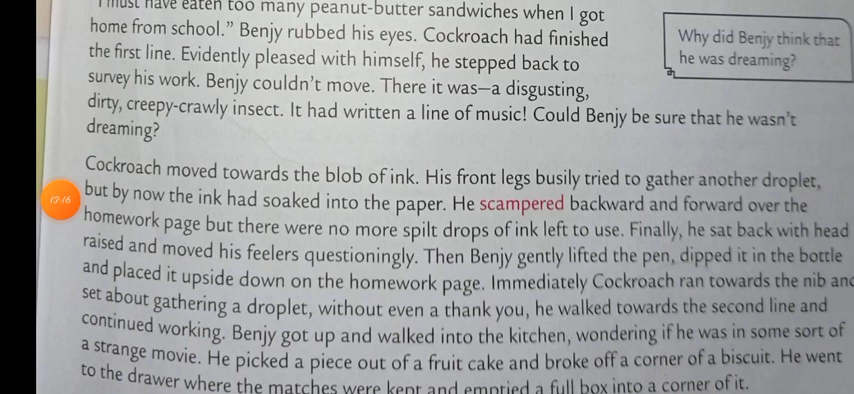 "I must have eaten too many peanut-butter sandwiches when I got
home from school." Benjy rubbed his eyes. Cockroach had finished
the first line. Evidently pleased with himself, he stepped back to
survey his work. Benjy couldn't move. There it was—a disgusting,
dirty, creepy-crawly insect. It had written a line of music! Could Benjy be sure that he wasn't
dreaming?
Why did Benjy think that
he was dreaming?
Cockroach moved towards the blob of ink. His front legs busily tried to gather another droplet,
but by now the ink had soaked into the paper. He scampered backward and forward over the
homework page but there were no more spilt drops of ink left to use. Finally, he sat back with head
raised and moved his feelers questioningly. Then Benjy gently lifted the pen, dipped it in the bottle
and placed it upside down on the homework page. Immediately Cockroach ran towards the nib and
set about gathering a droplet, without even a thank you, he walked towards the second line and
continued working. Benjy got up and walked into the kitchen, wondering if he was in some sort of
a strange movie. He picked a piece out of a fruit cake and broke off a corner of a biscuit. He went
to the drawer where the matches were kept and emptied a full box into a corner of it.
17:16